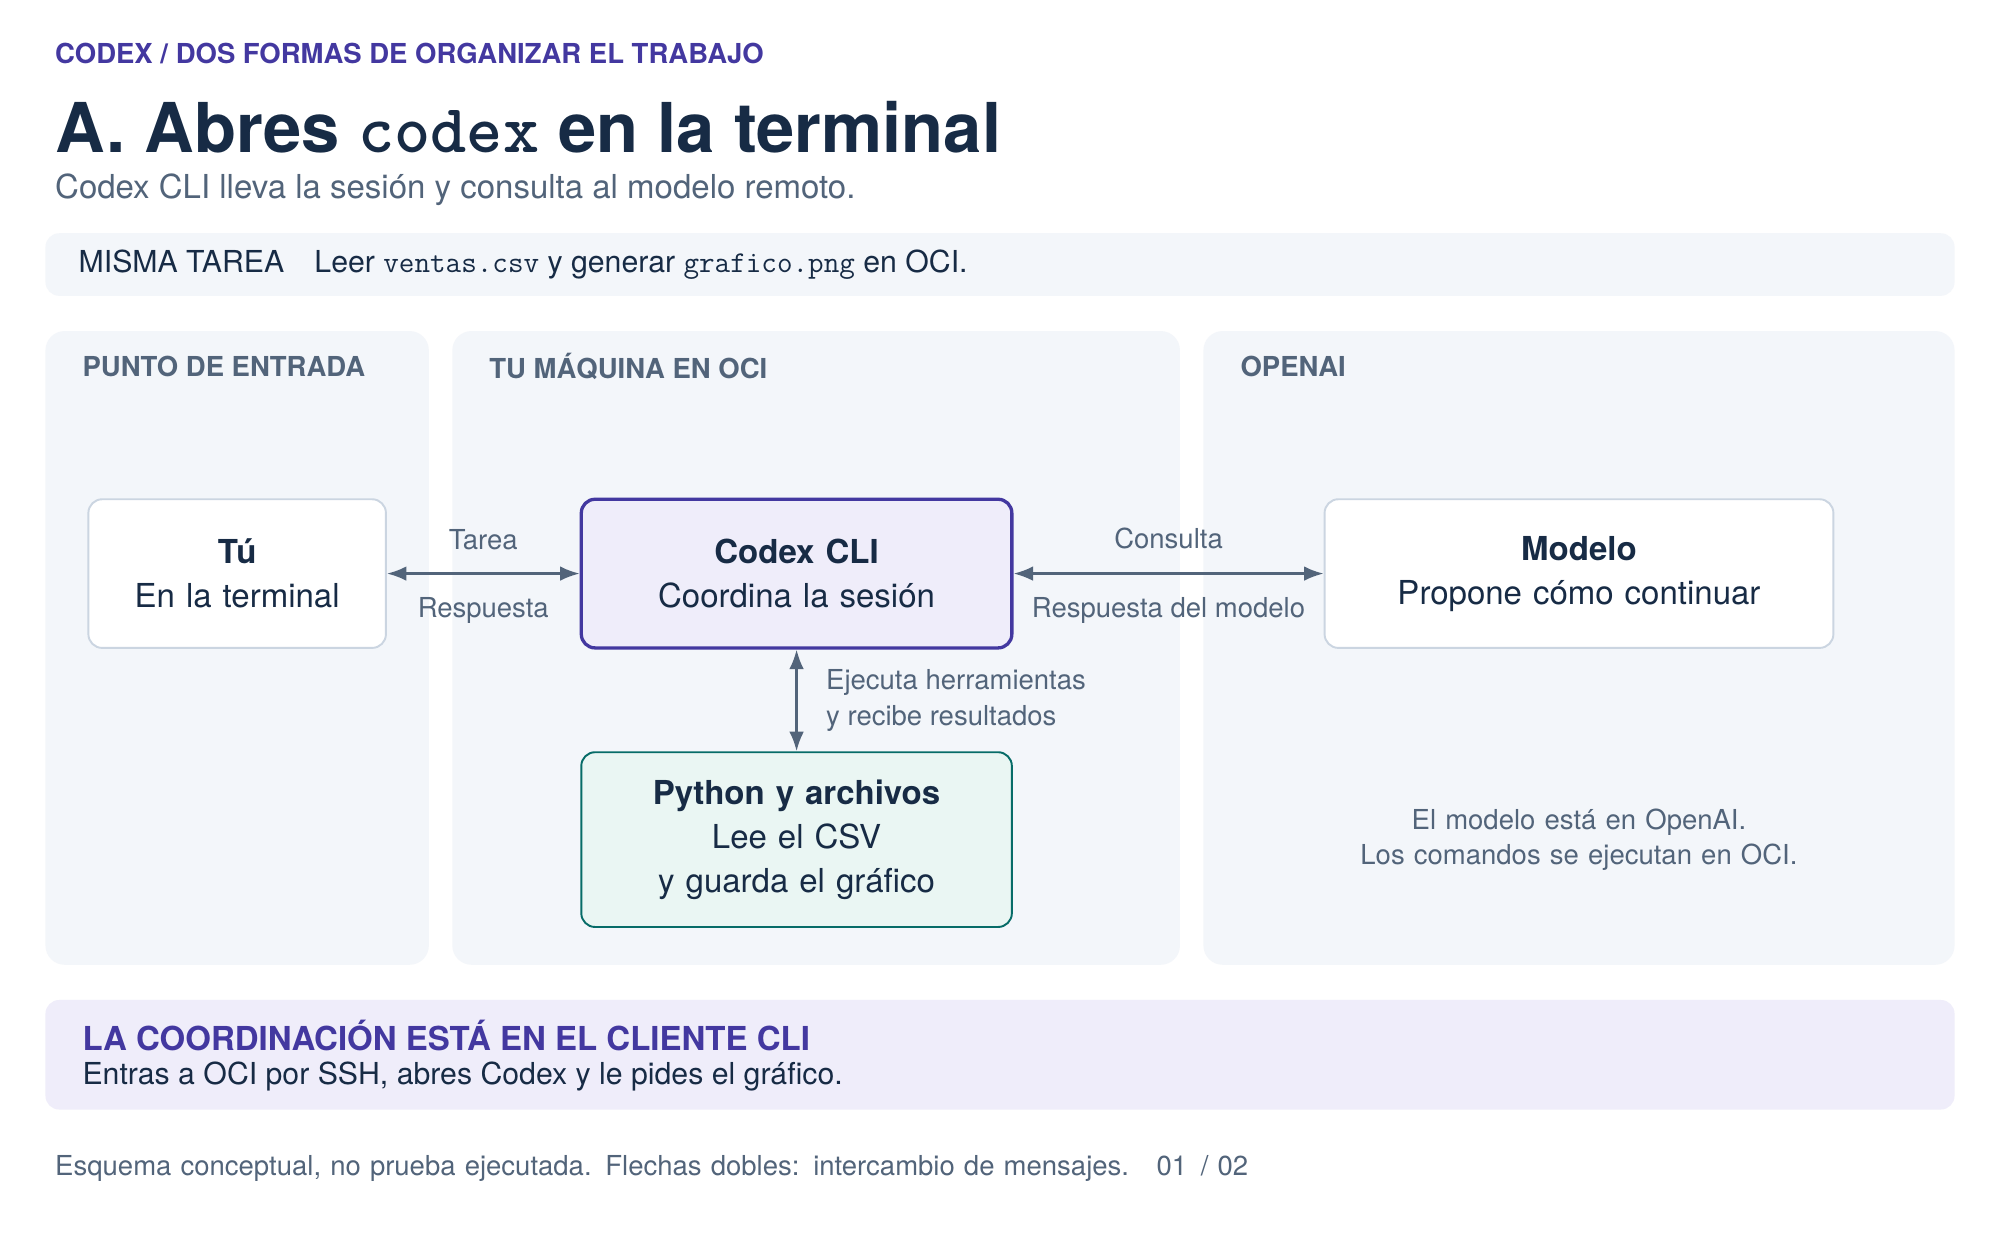 CODEX / DOS FORMAS DE ORGANIZAR EL TRABAJO
A. Abres codex en la terminal
Codex CLI lleva la sesión y consulta al modelo remoto.
MISMA TAREA Leer ventas.csv y generar grafico.png en OCI.
PUNTO DE ENTRADA
TU MÁQUINA EN OCI
OPENAI
Tú
En la terminal
Tarea
Respuesta
Codex CLI
Coordina la sesión
Consulta
Respuesta del modelo
Modelo
Propone cómo continuar
Ejecuta herramientas
y recibe resultados
Python y archivos
Lee el CSV
y guarda el gráfico
El modelo está en OpenAI.
Los comandos se ejecutan en OCI.
LA COORDINACIÓN ESTÁ EN EL CLIENTE CLI
Entras a OCI por SSH, abres Codex y le pides el gráfico.
Esquema conceptual, no prueba ejecutada. Flechas dobles: intercambio de mensajes. 01 / 02